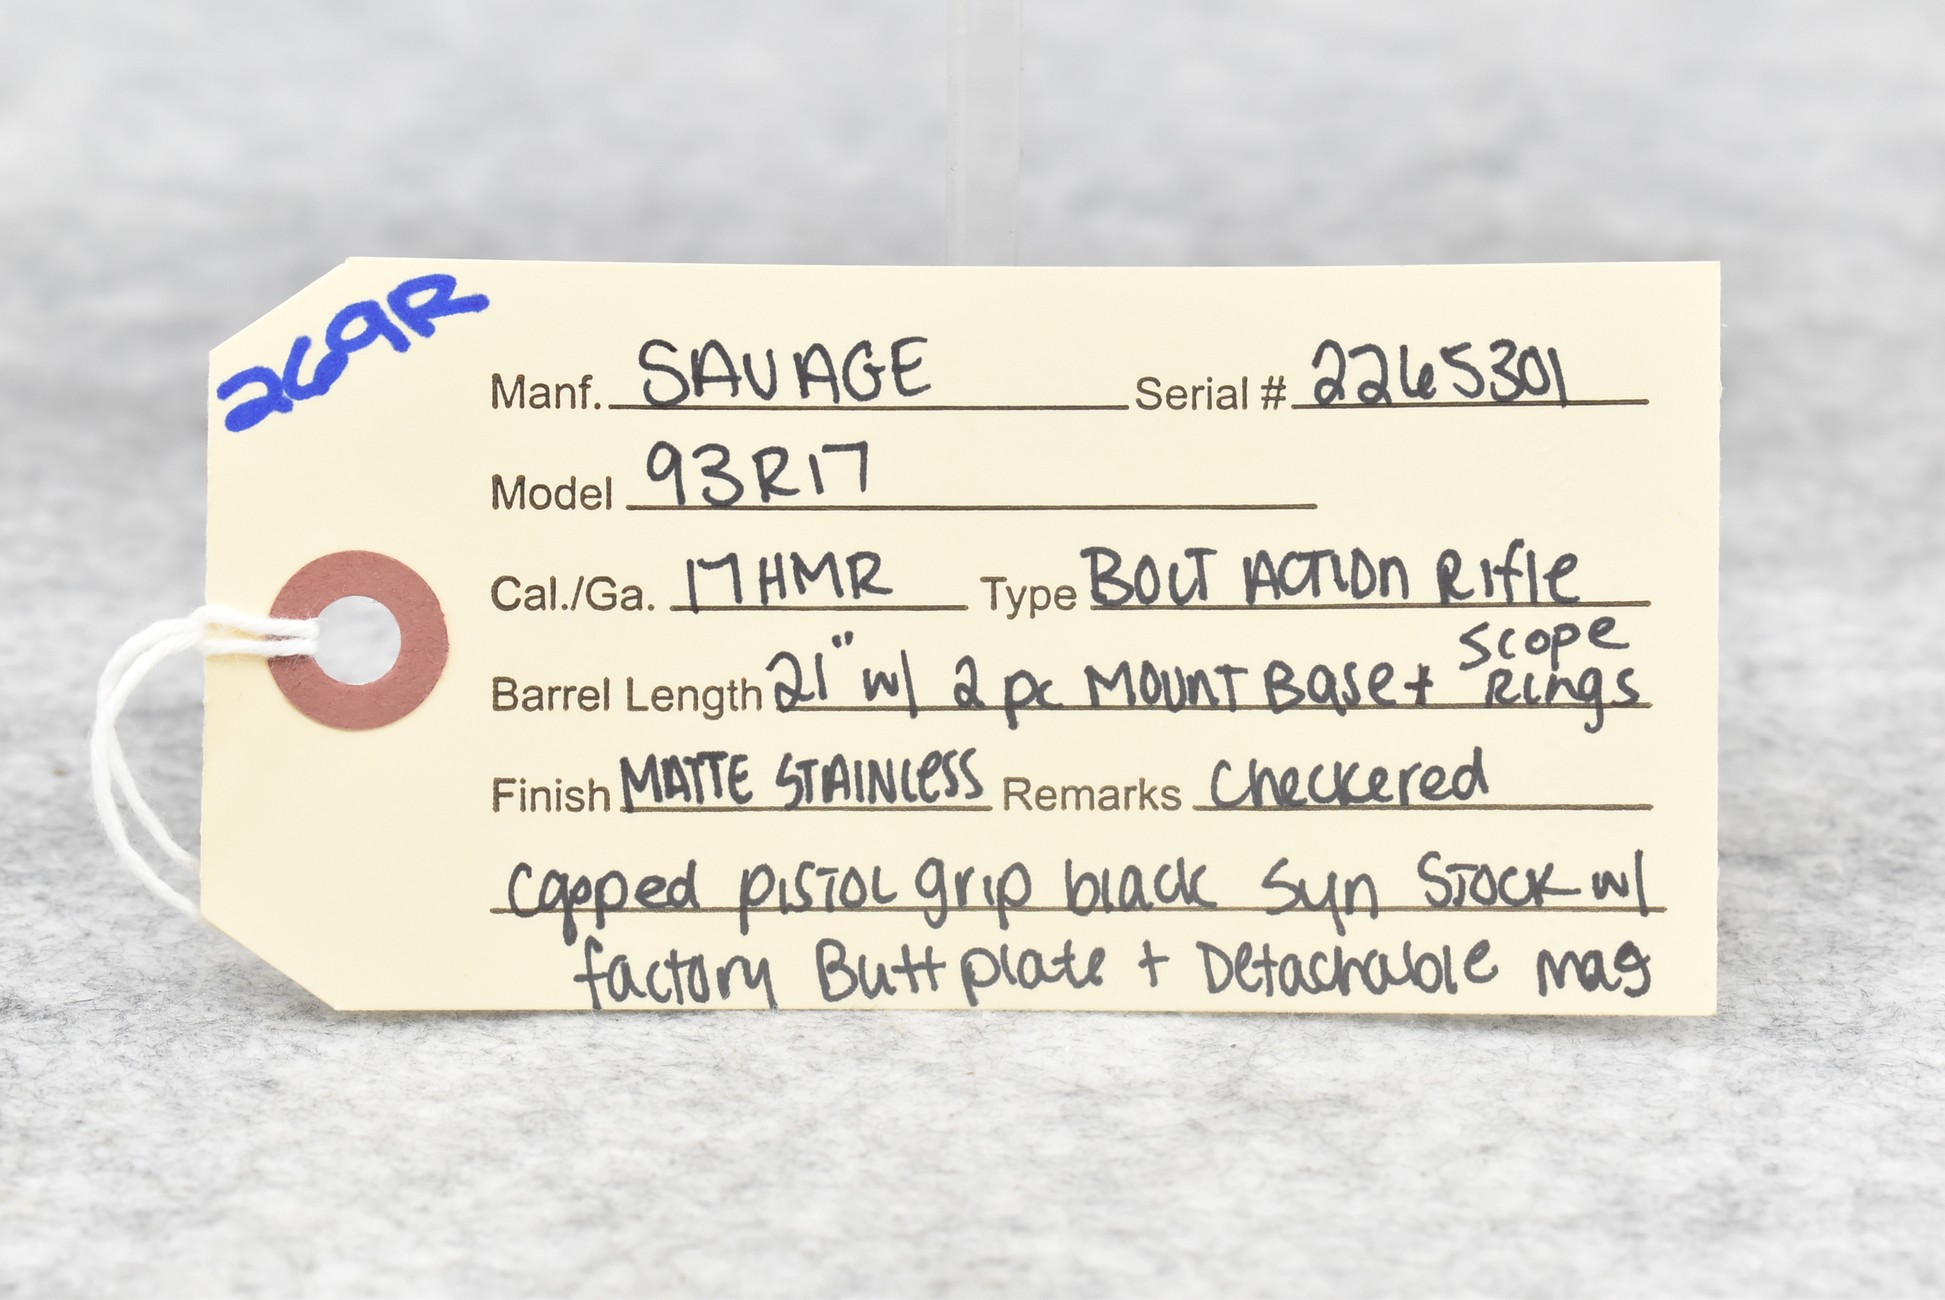 269R
Manf. SAVAGE Serial # 2265301
Model 93R17
Cal./Ga. 17 HMR Type BOLT ACTION Rifle
Barrel Length 21" w/ 2 pc MOUNT Base + scope Rings
Finish MATTE STAINLESS Remarks Checkered
capped pistol grip black syn STOCK w/
factory Butt plate + Detachable mag